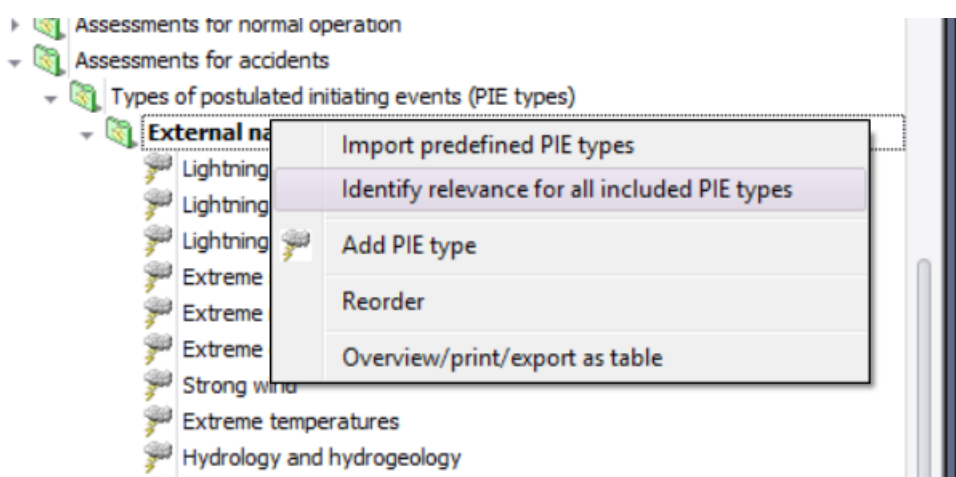 Assessments for normal operation
Assessments for accidents
Types of postulated initiating events (PIE types)
External na
Import predefined PIE types
Lightning
Identify relevance for all included PIE types
Lightning
Lightning
Add PIE type
Extreme
Extreme
Reorder
Extreme
Overview/print/export as table
Strong wind
Extreme temperatures
Hydrology and hydrogeology